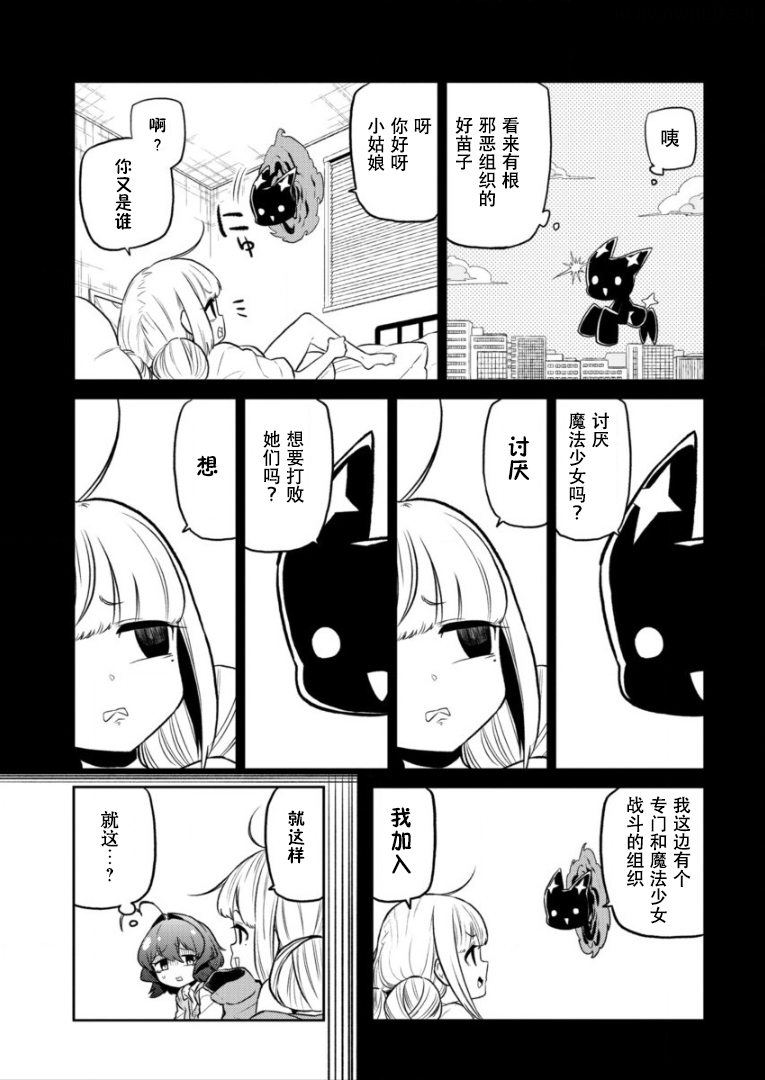 咦
看来有根
邪恶组织的
好苗子
呀
你好呀
小姑娘
にゅ
啊?
你又是谁
讨厌
魔法少女吗?
讨厌
想要打败
她们吗?
想
我这边有个
专门和魔法少女
战斗的组织
我加入
就这样
就这…?